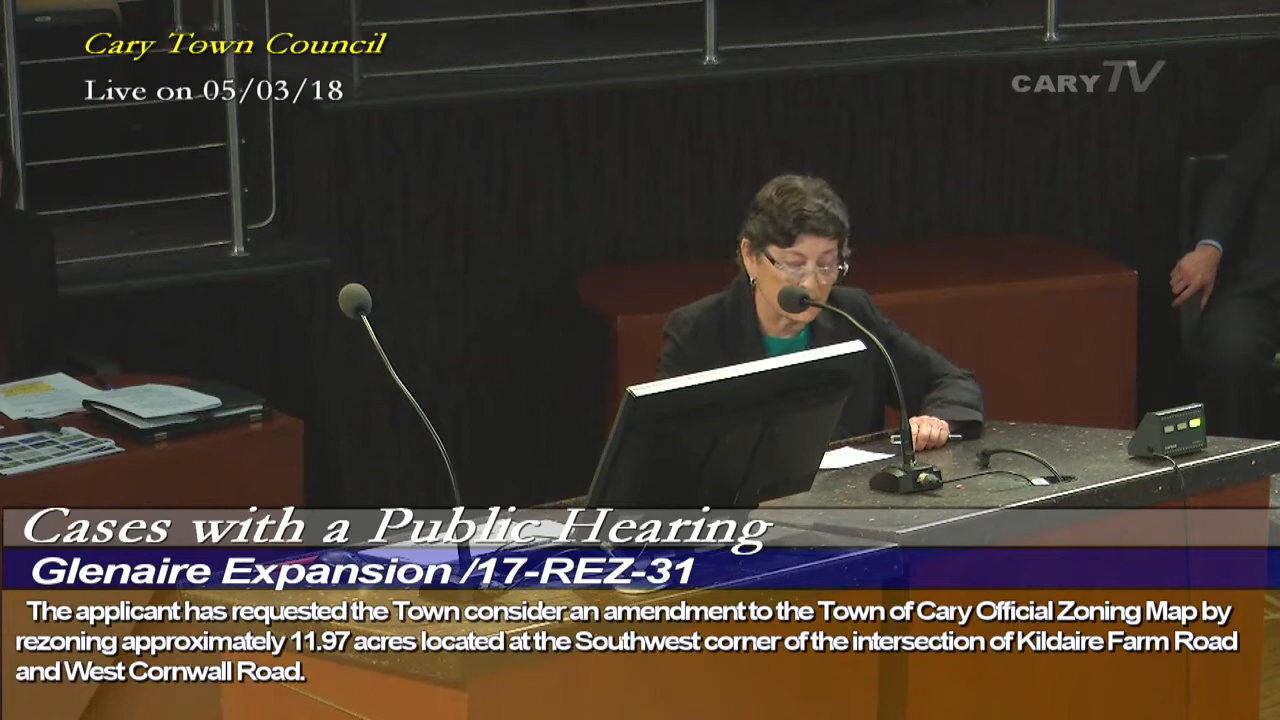 Cary Town Council
Live on 05/03/18
CARY TV
Cases with a Public Hearing
Glenaire Expansion /17-REZ-31
The applicant has requested the Town consider an amendment to the Town of Cary Official Zoning Map by
rezoning approximately 11.97 acres located at the Southwest corner of the intersection of Kildaire Farm Road
and West Cornwall Road.